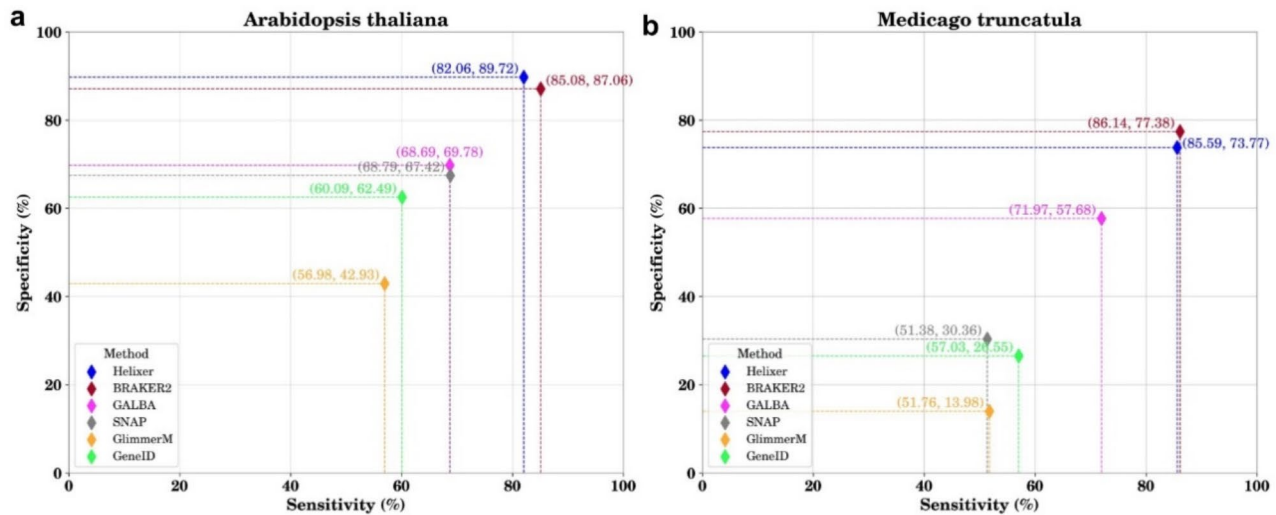 a
Arabidopsis thaliana
100
80
60
40
20
0
Specificity (%)
(82.06, 89.72)
(85.08, 87.06)
(68.69, 69.78)
(68.79, 67.42)
(60.09, 62.49)
(56.98, 42.93)
Method
Helixer
BRAKER2
GALBA
SNAP
GlimmerM
GeneID
0 20 40 60 80 100
Sensitivity (%)
b
Medicago truncatula
100
80
60
40
20
0
Specificity (%)
(86.14, 77.38)
(85.59, 73.77)
(71.97, 57.68)
(51.38, 30.36)
(57.03, 26.55)
(51.76, 13.98)
Method
Helixer
BRAKER2
GALBA
SNAP
GlimmerM
GeneID
0 20 40 60 80 100
Sensitivity (%)